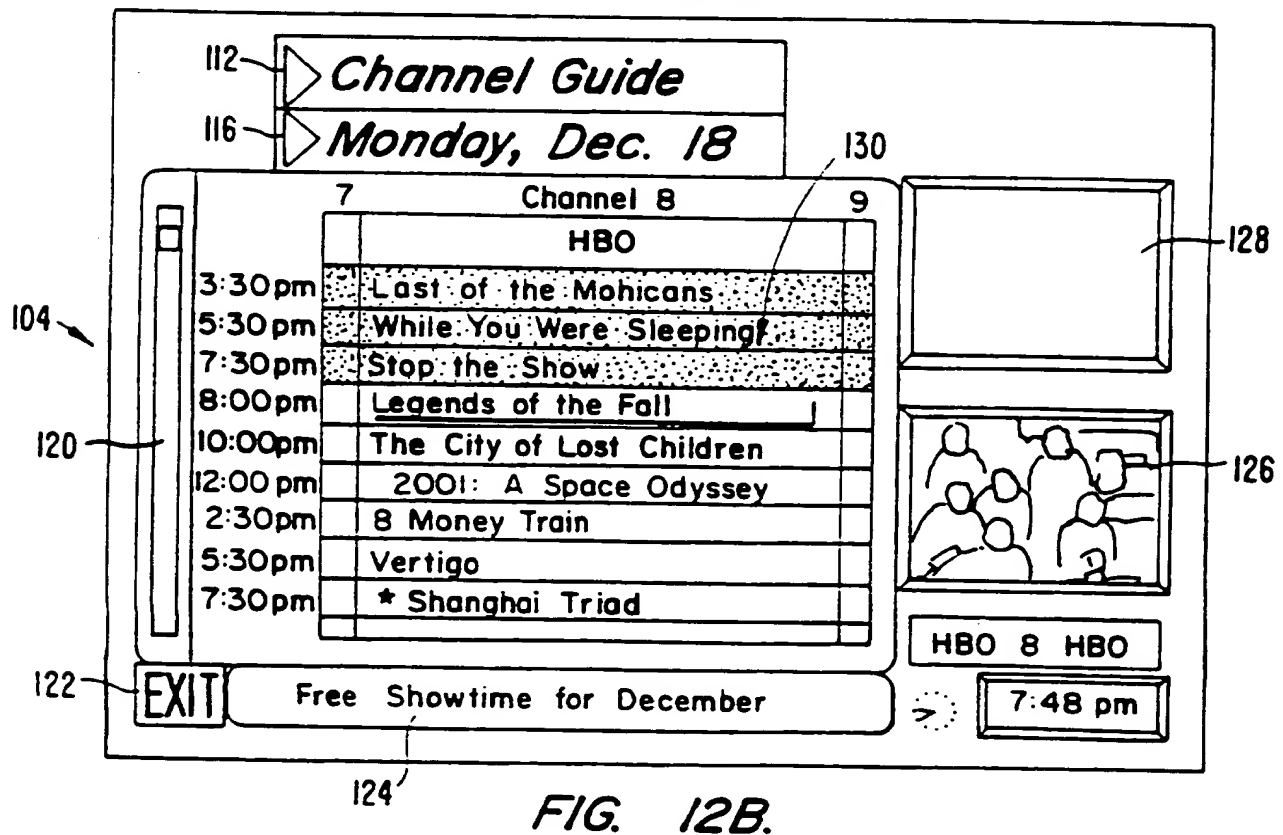 112 Channel Guide
116 Monday, Dec. 18
130
7 Channel 8 9
HBO
128
3:30pm Last of the Mohicans
104
5:30pm While You Were Sleeping
7:30pm Stop the Show
8:00pm Legends of the Fall
120
10:00pm The City of Lost Children
126
12:00 pm 2001: A Space Odyssey
2:30pm 8 Money Train
5:30pm Vertigo
7:30pm * Shanghai Triad
HBO 8 HBO
122 EXIT Free Showtime for December
7:48 pm
124
FIG. 12B.